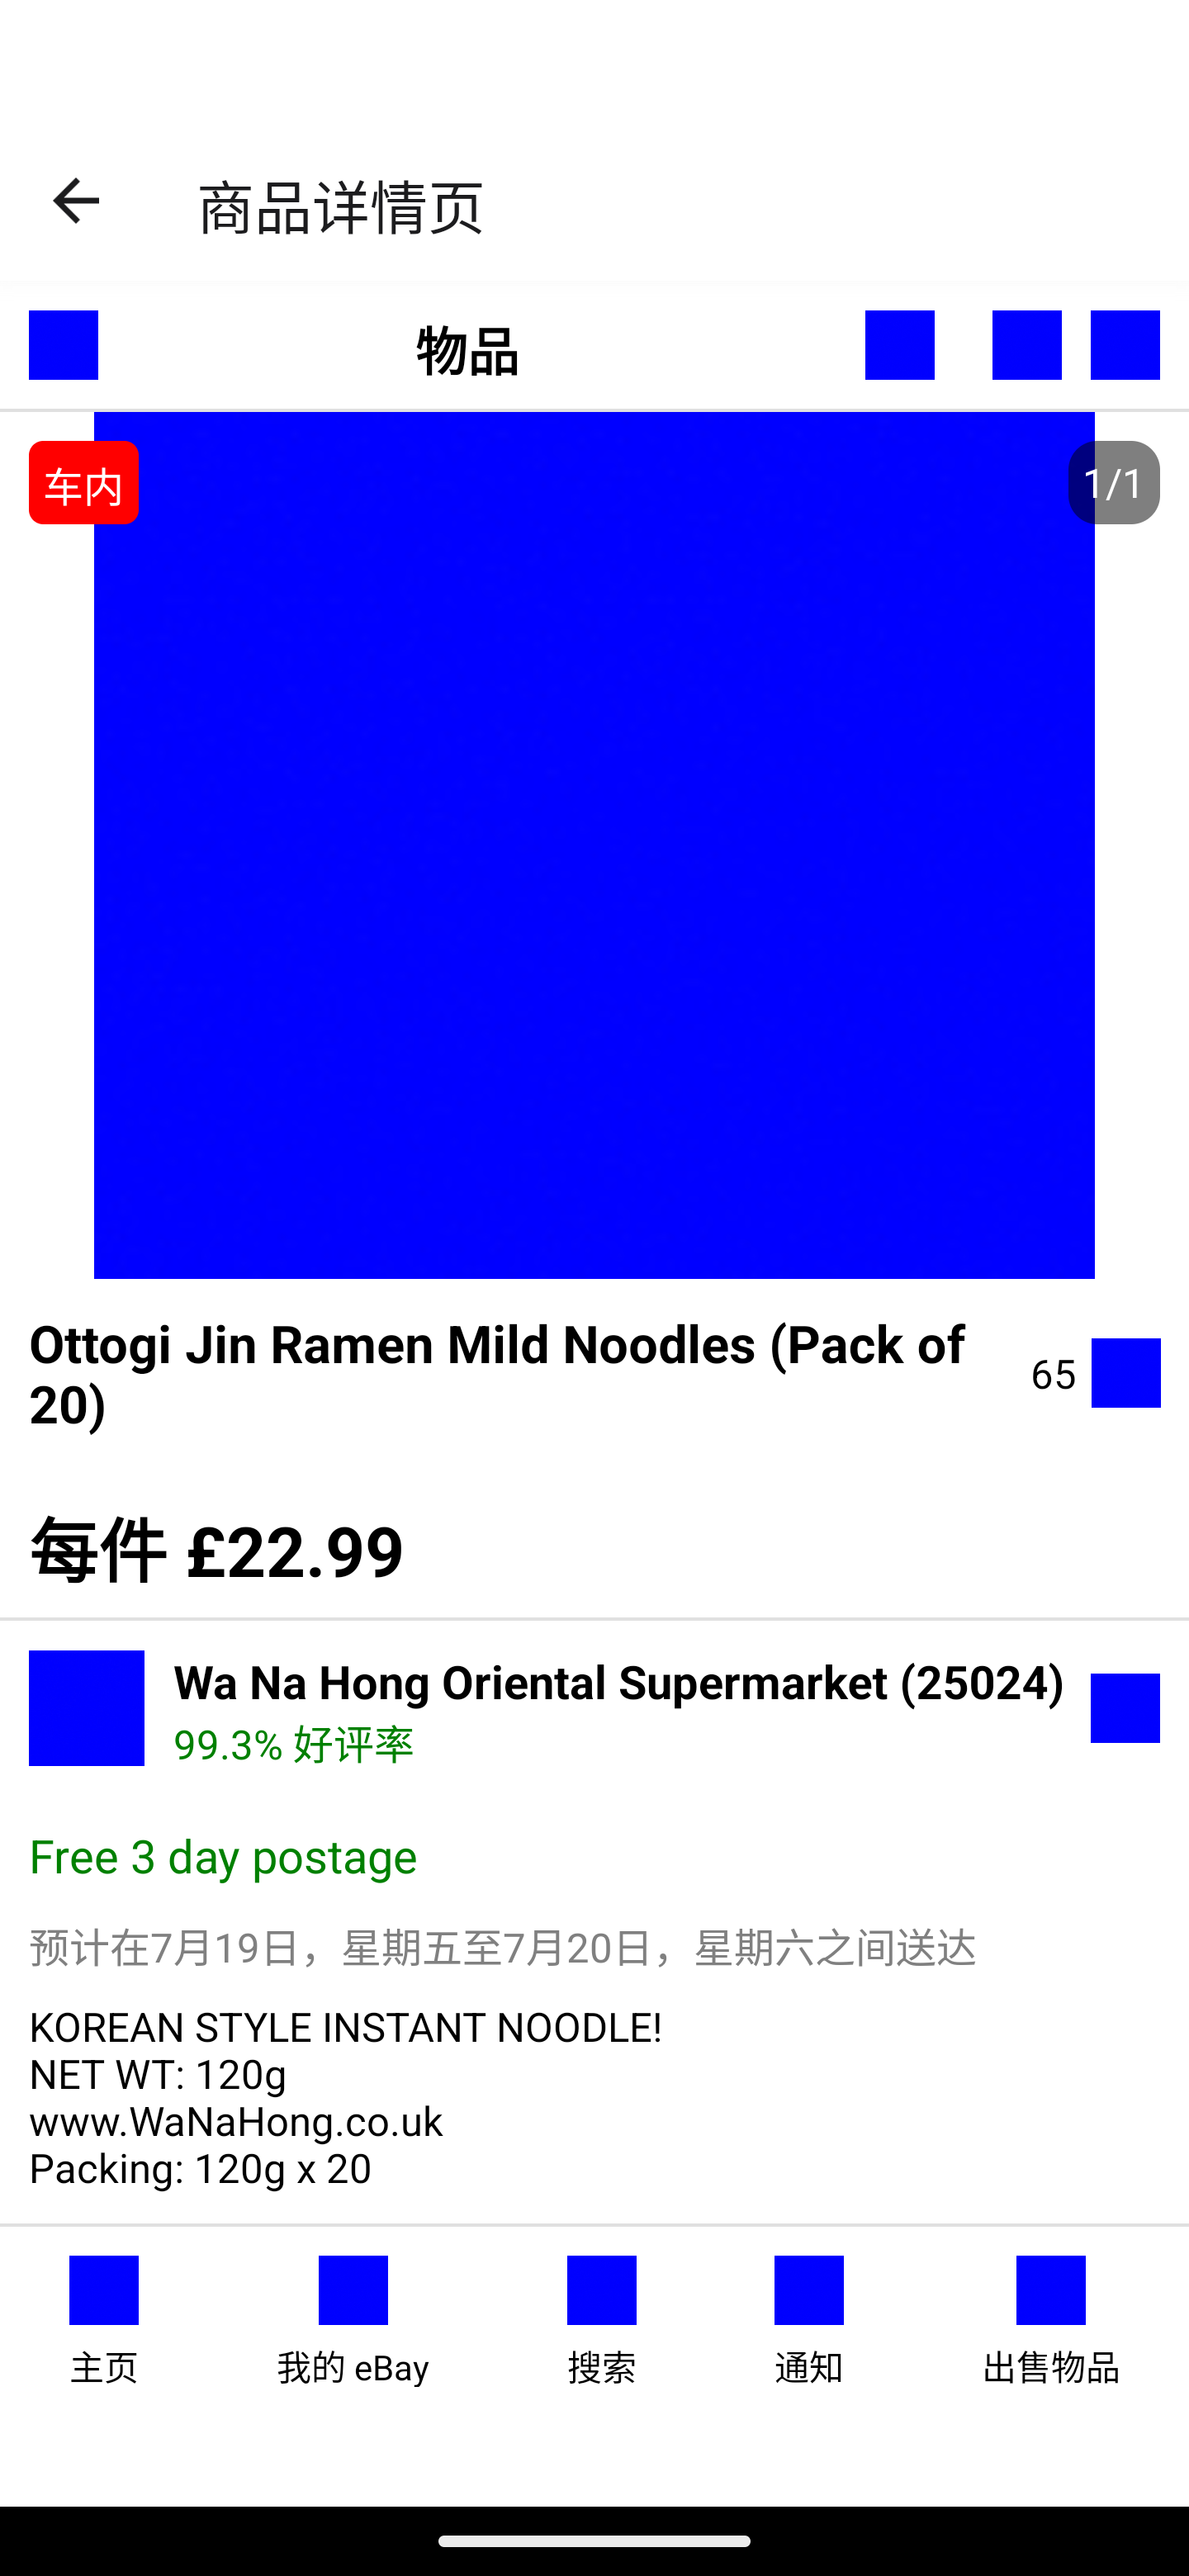 商品详情页
物品
车内
1/1
Ottogi Jin Ramen Mild Noodles (Pack of
20)
65
每件 £22.99
Wa Na Hong Oriental Supermarket (25024)
99.3% 好评率
Free 3 day postage
预计在7月19日，星期五至7月20日，星期六之间送达
KOREAN STYLE INSTANT NOODLE!
NET WT: 120g
www.WaNaHong.co.uk
Packing: 120g x 20
主页
我的 eBay
搜索
通知
出售物品